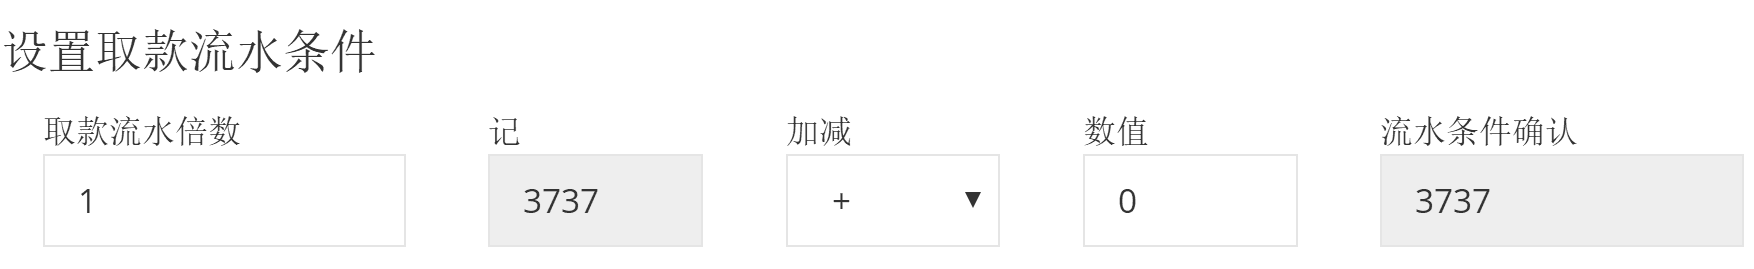 设置取款流水条件
取款流水倍数 记 加减 数值 流水条件确认
1 3737 + 0 3737